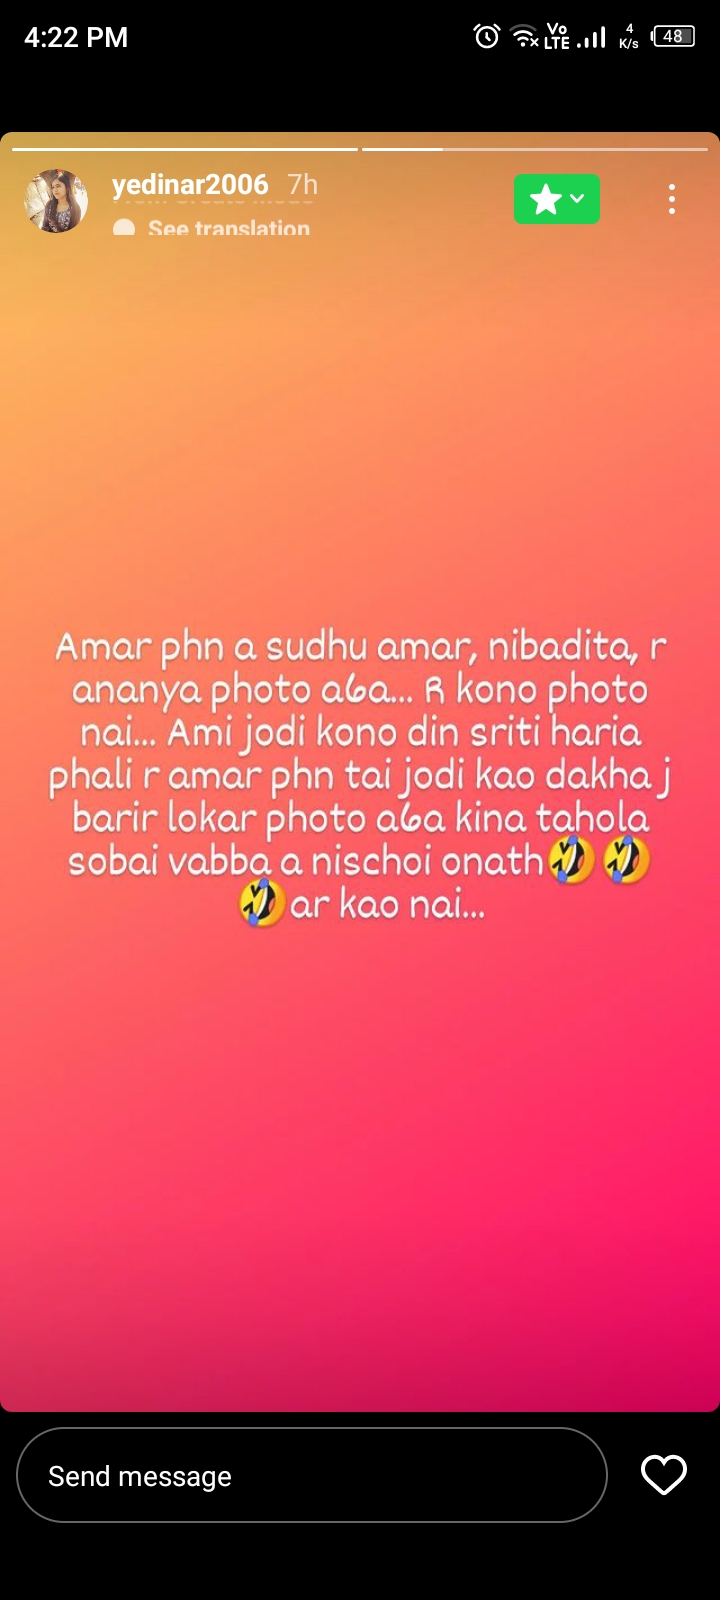 4:22 PM
Vo LTE 4 K/s 48
yedinar2006 7h
See translation
Amar phn a sudhu amar, nibadita, r
ananya photo a6a... R kono photo
nai... Ami jodi kono din sriti haria
phali r amar phn tai jodi kao dakha j
barir lokar photo a6a kina tahola
sobai vabba a nischoi onath🤣🤣
🤣ar kao nai...
Send message